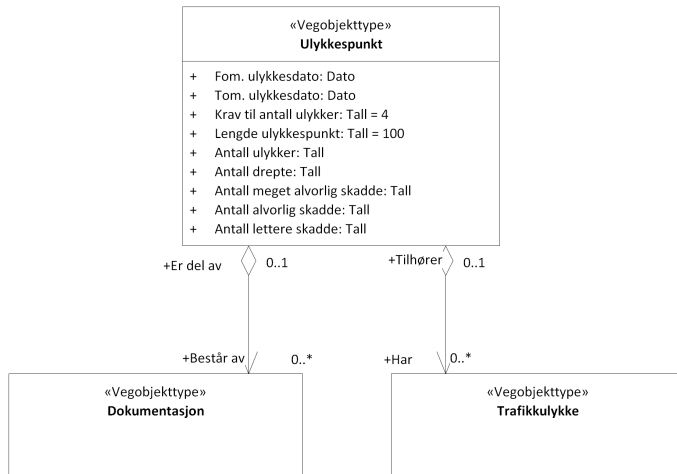 «Vegobjekttype»
Ulykkespunkt
+ Fom. ulykkesdato: Dato
+ Tom. ulykkesdato: Dato
+ Krav til antall ulykker: Tall = 4
+ Lengde ulykkespunkt: Tall = 100
+ Antall ulykker: Tall
+ Antall drepte: Tall
+ Antall meget alvorlig skadde: Tall
+ Antall alvorlig skadde: Tall
+ Antall lettere skadde: Tall
+Er del av 0..1
+Tilhører 0..1
+Består av 0..*
+Har 0..*
«Vegobjekttype»
Dokumentasjon
«Vegobjekttype»
Trafikkulykke